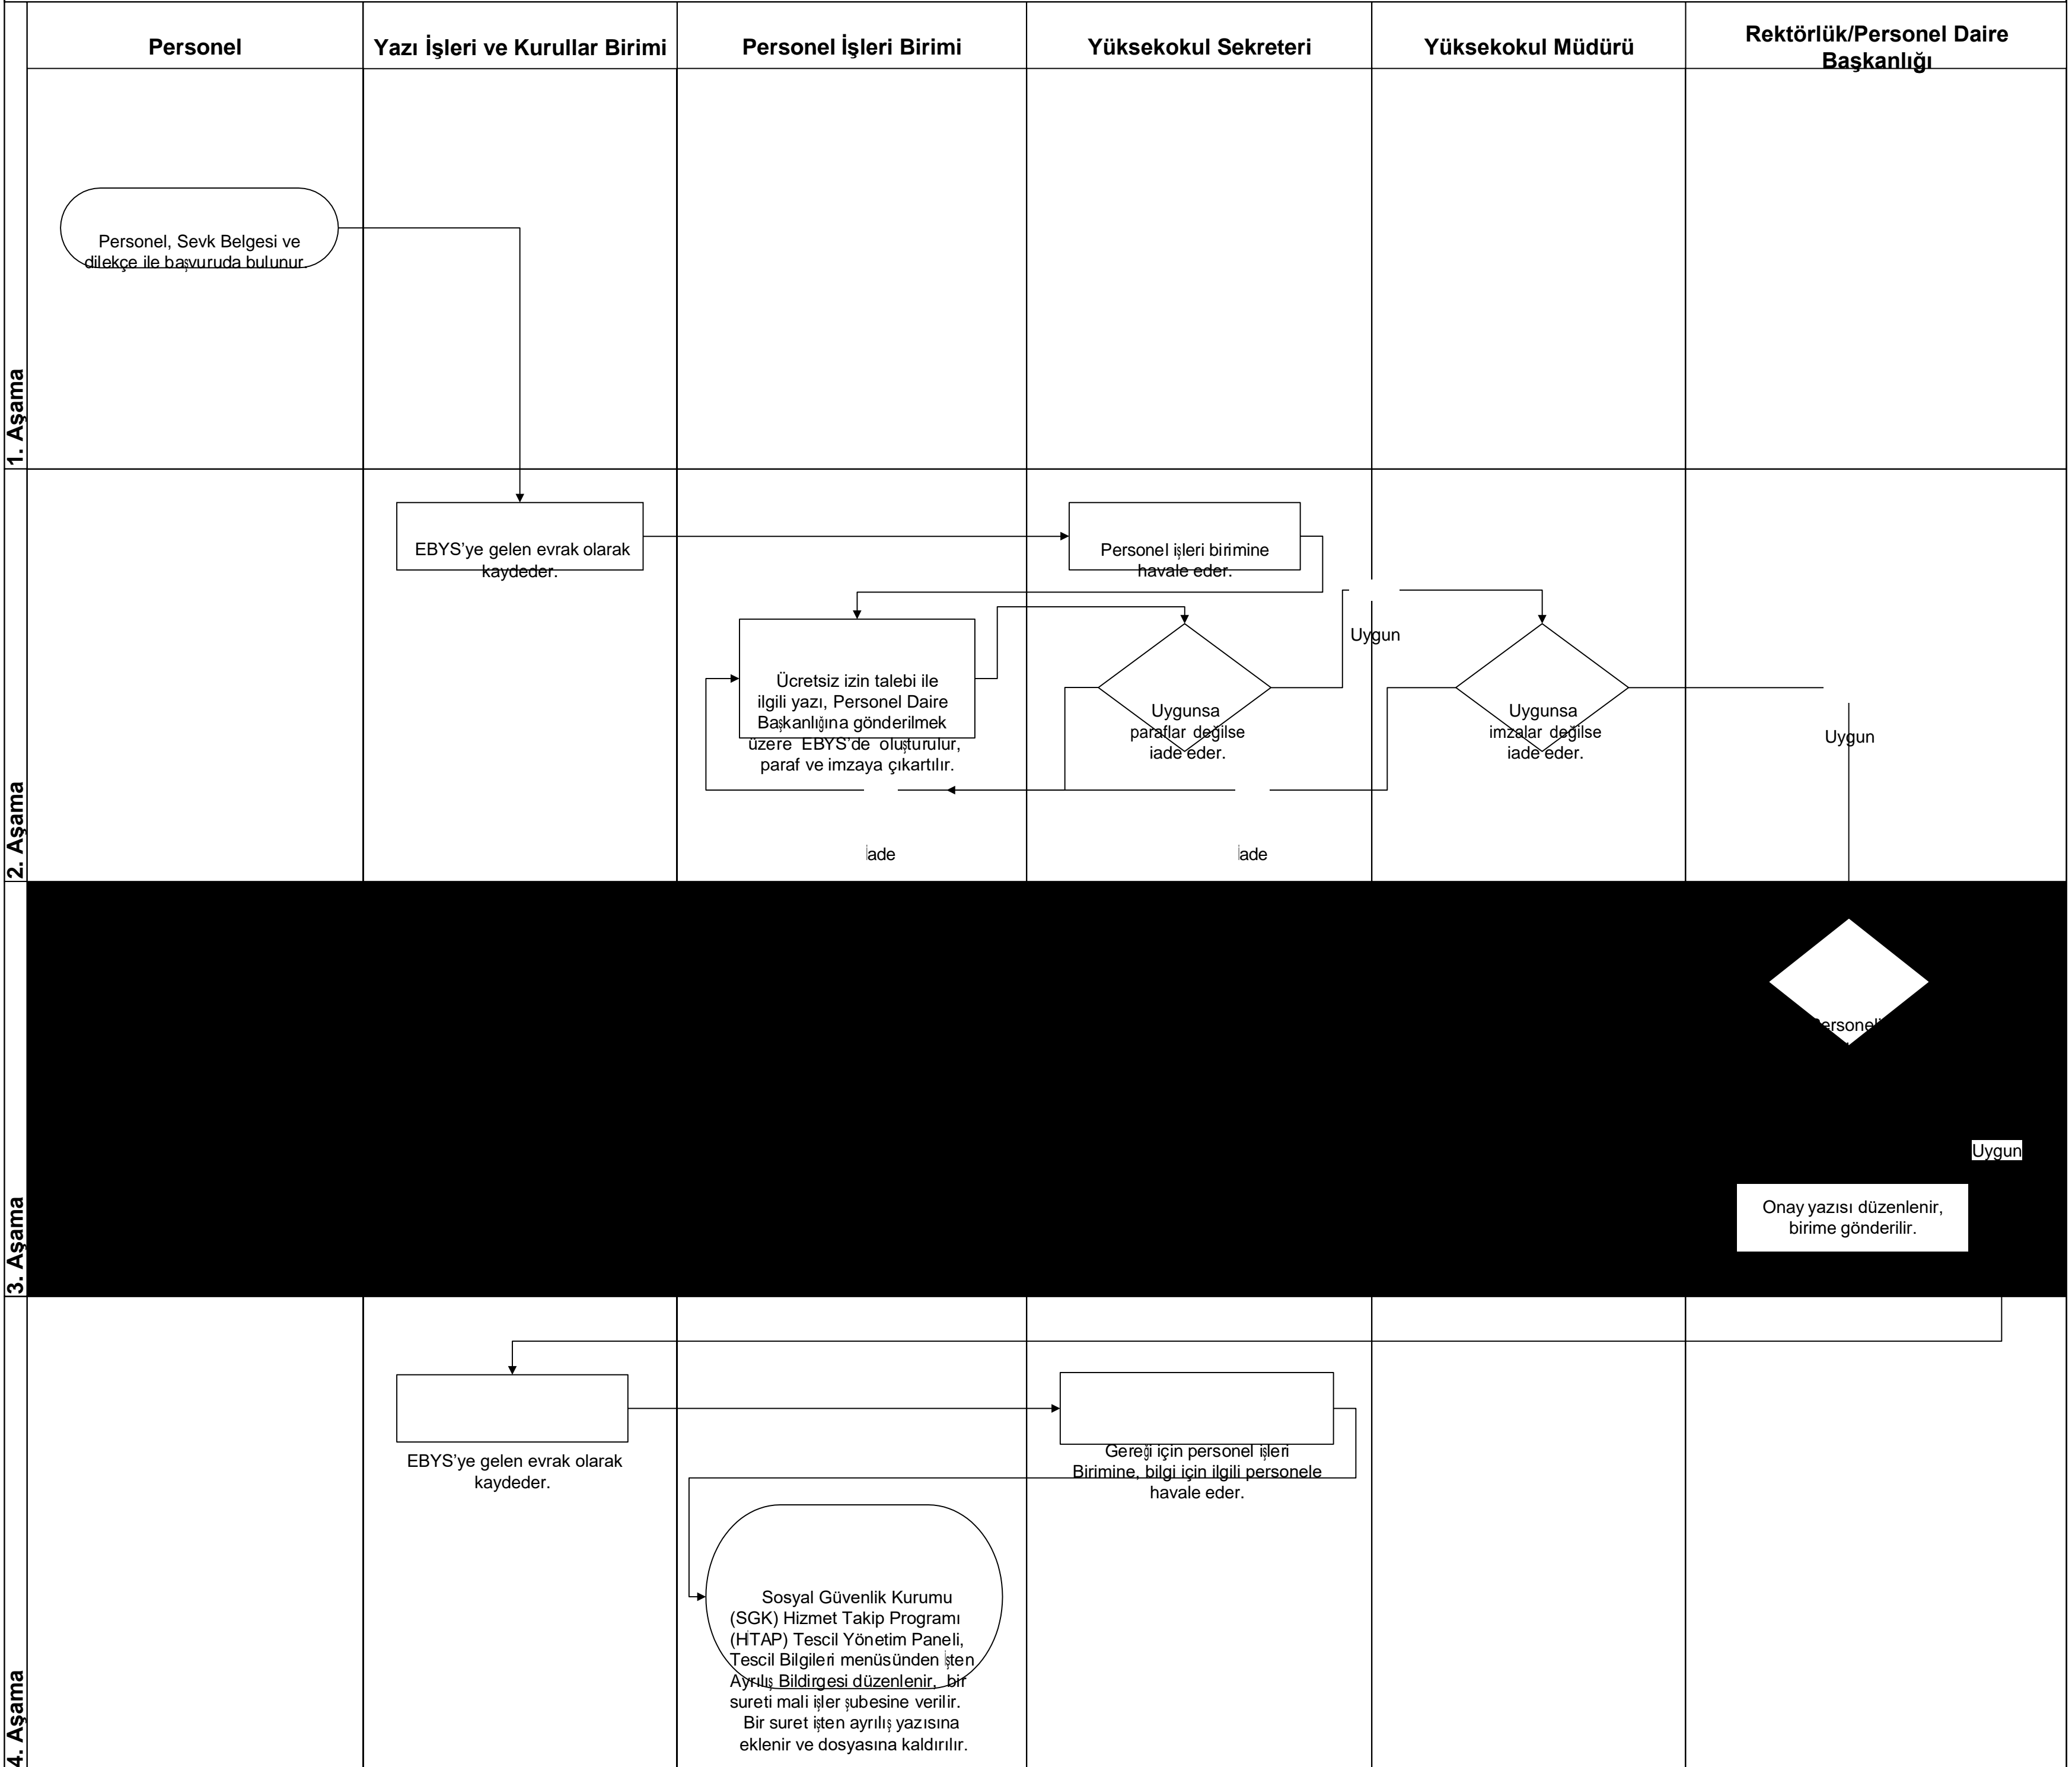 Personel
Yazı İşleri ve Kurullar Birimi
Personel İşleri Birimi
Yüksekokul Sekreteri
Yüksekokul Müdürü
Rektörlük/Personel Daire
Başkanlığı
1. Aşama
Personel, Sevk Belgesi ve
dilekçe ile başvuruda bulunur.
2. Aşama
EBYS’ye gelen evrak olarak
kaydeder.
Personel işleri birimine
havale eder.
Ücretsiz izin talebi ile
ilgili yazı, Personel Daire
Başkanlığına gönderilmek
üzere EBYS’de oluşturulur,
paraf ve imzaya çıkartılır.
Uygunsa
paraflar değilse
iade eder.
Uygun
Uygunsa
imzalar değilse
iade eder.
Uygun
İade
İade
3. Aşama
Uygun
Onay yazısı düzenlenir,
birime gönderilir.
4. Aşama
EBYS’ye gelen evrak olarak
kaydeder.
Gereği için personel işleri
Birimine, bilgi için ilgili personele
havale eder.
Sosyal Güvenlik Kurumu
(SGK) Hizmet Takip Programı
(HİTAP) Tescil Yönetim Paneli,
Tescil Bilgileri menüsünden İşten
Ayrılış Bildirgesi düzenlenir, bir
sureti mali işler şubesine verilir.
Bir suret işten ayrılış yazısına
eklenir ve dosyasına kaldırılır.